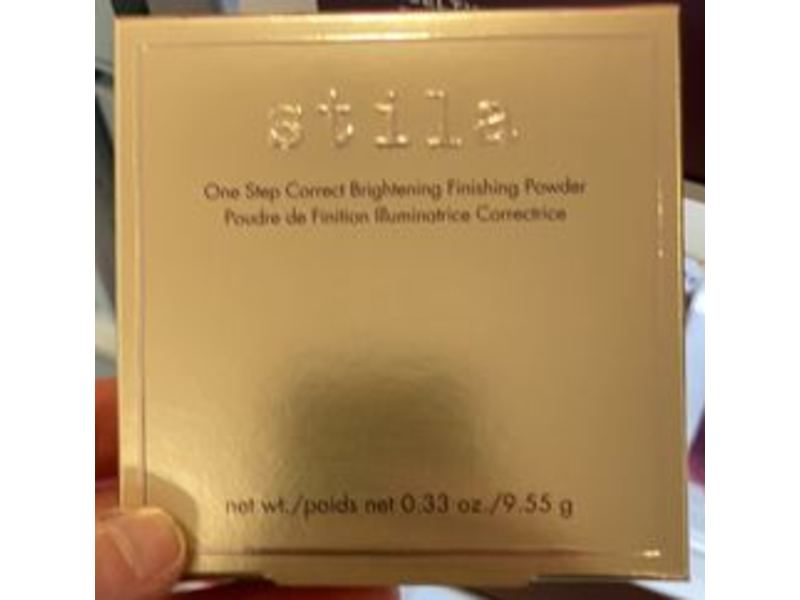 stila
One Step Correct Brightening Finishing Powder
Poudre de Finition Illuminatrice Correctrice
net wt./poids net 0.33 oz./9.55 g